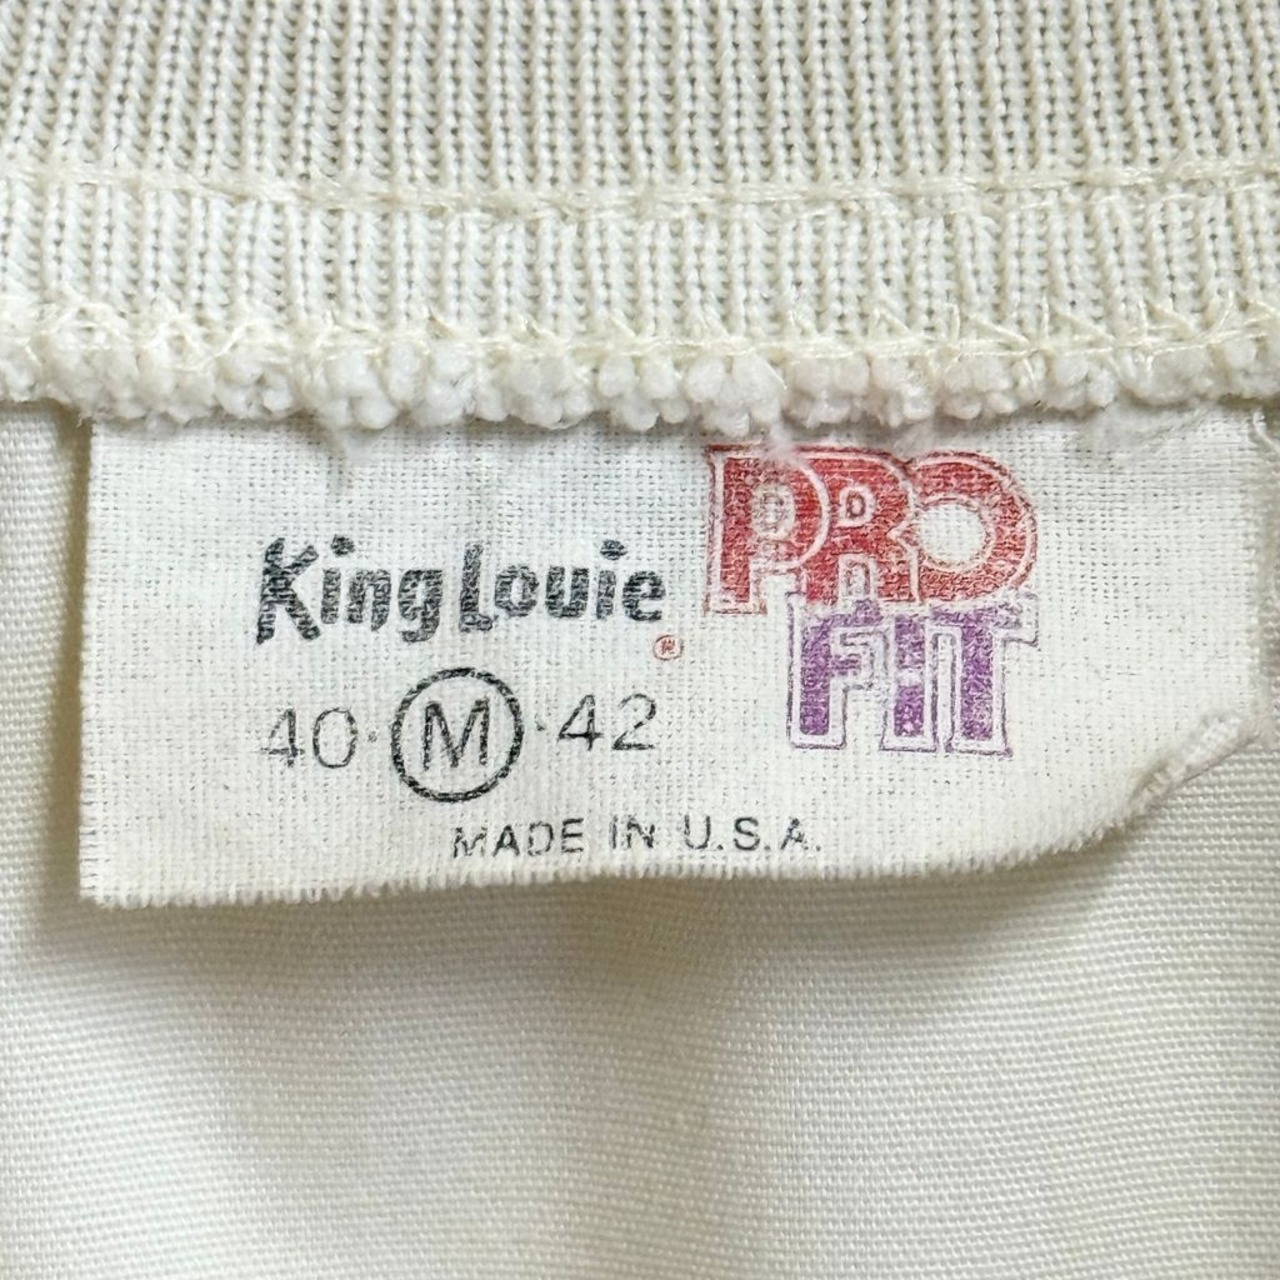 King Louie ®
PRO
FIT
40·M·42
MADE IN U.S.A.